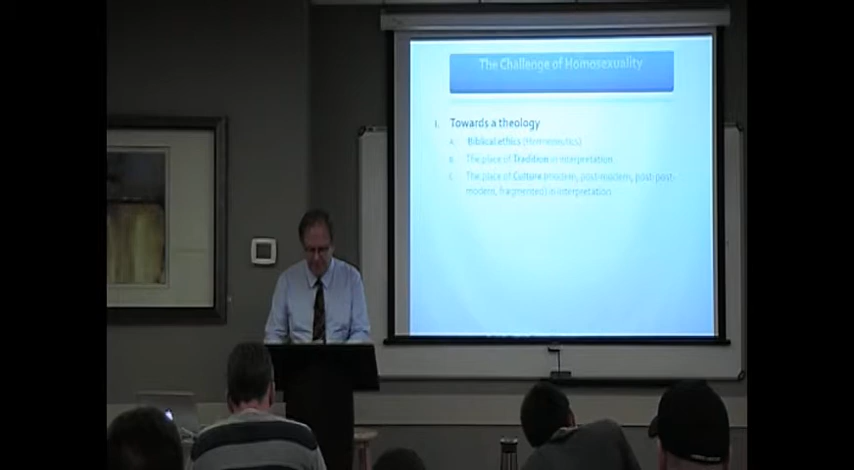 The Challenge of Homosexuality
I. Towards a theology
A. Biblical ethics (Hermeneutics)
B. The place of Tradition in interpretation
C. The place of Culture (modern, post-modern, post-post-
modern, fragmented) in interpretation